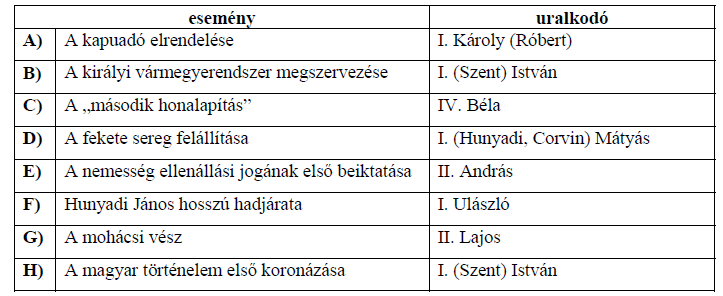 esemény uralkodó
A) A kapuadó elrendelése I. Károly (Róbert)
B) A királyi vármegyerendszer megszervezése I. (Szent) István
C) A „második honalapítás” IV. Béla
D) A fekete sereg felállítása I. (Hunyadi, Corvin) Mátyás
E) A nemesség ellenállási jogának első beiktatása II. András
F) Hunyadi János hosszú hadjárata I. Ulászló
G) A mohácsi vész II. Lajos
H) A magyar történelem első koronázása I. (Szent) István